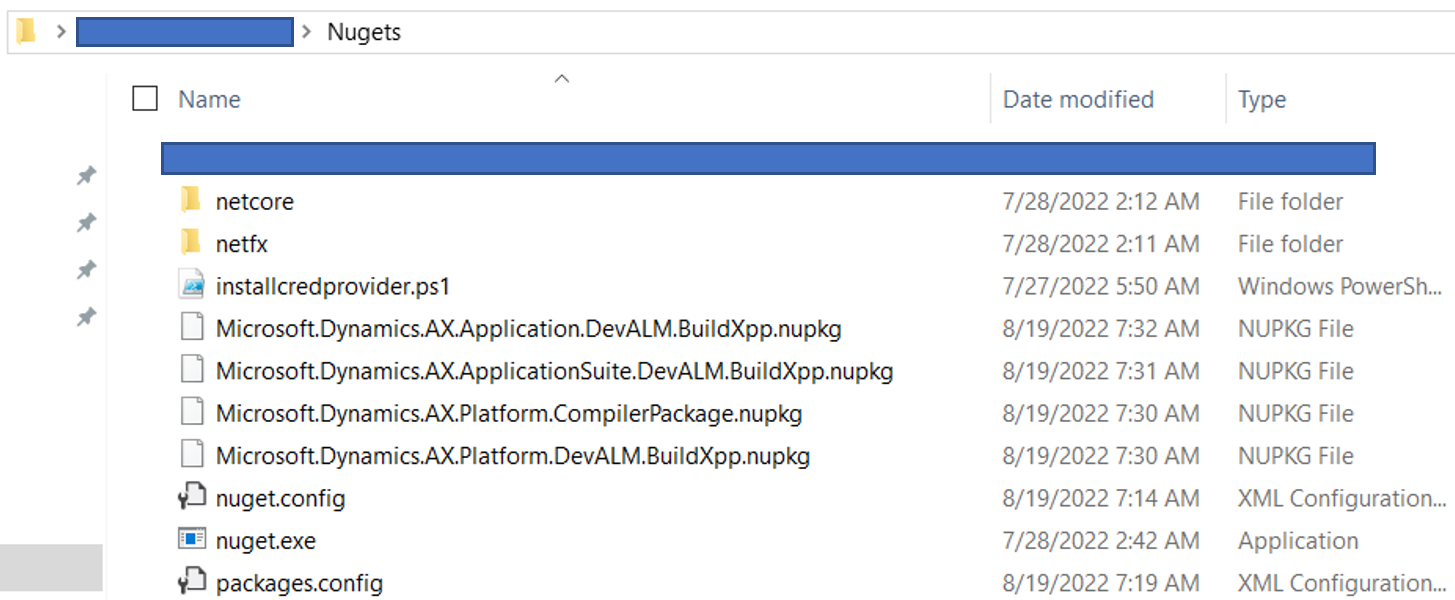 Nugets
Name Date modified Type
netcore 7/28/2022 2:12 AM File folder
netfx 7/28/2022 2:11 AM File folder
installcredprovider.ps1 7/27/2022 5:50 AM Windows PowerSh...
Microsoft.Dynamics.AX.Application.DevALM.BuildXpp.nupkg 8/19/2022 7:32 AM NUPKG File
Microsoft.Dynamics.AX.ApplicationSuite.DevALM.BuildXpp.nupkg 8/19/2022 7:31 AM NUPKG File
Microsoft.Dynamics.AX.Platform.CompilerPackage.nupkg 8/19/2022 7:30 AM NUPKG File
Microsoft.Dynamics.AX.Platform.DevALM.BuildXpp.nupkg 8/19/2022 7:30 AM NUPKG File
nuget.config 8/19/2022 7:14 AM XML Configuration...
nuget.exe 7/28/2022 2:42 AM Application
packages.config 8/19/2022 7:19 AM XML Configuration...